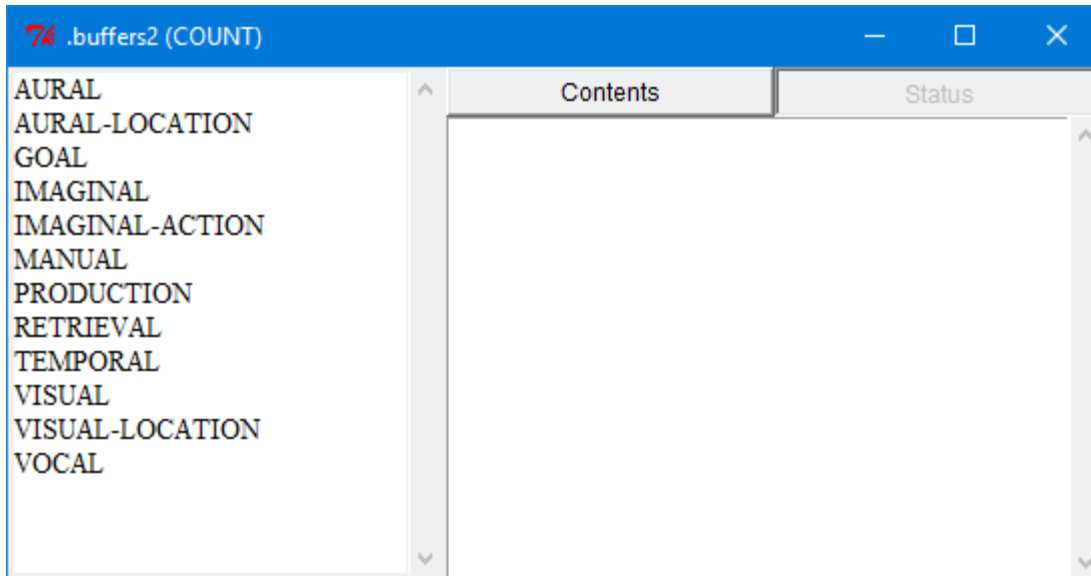 .buffers2 (COUNT)
Contents
Status
AURAL
AURAL-LOCATION
GOAL
IMAGINAL
IMAGINAL-ACTION
MANUAL
PRODUCTION
RETRIEVAL
TEMPORAL
VISUAL
VISUAL-LOCATION
VOCAL